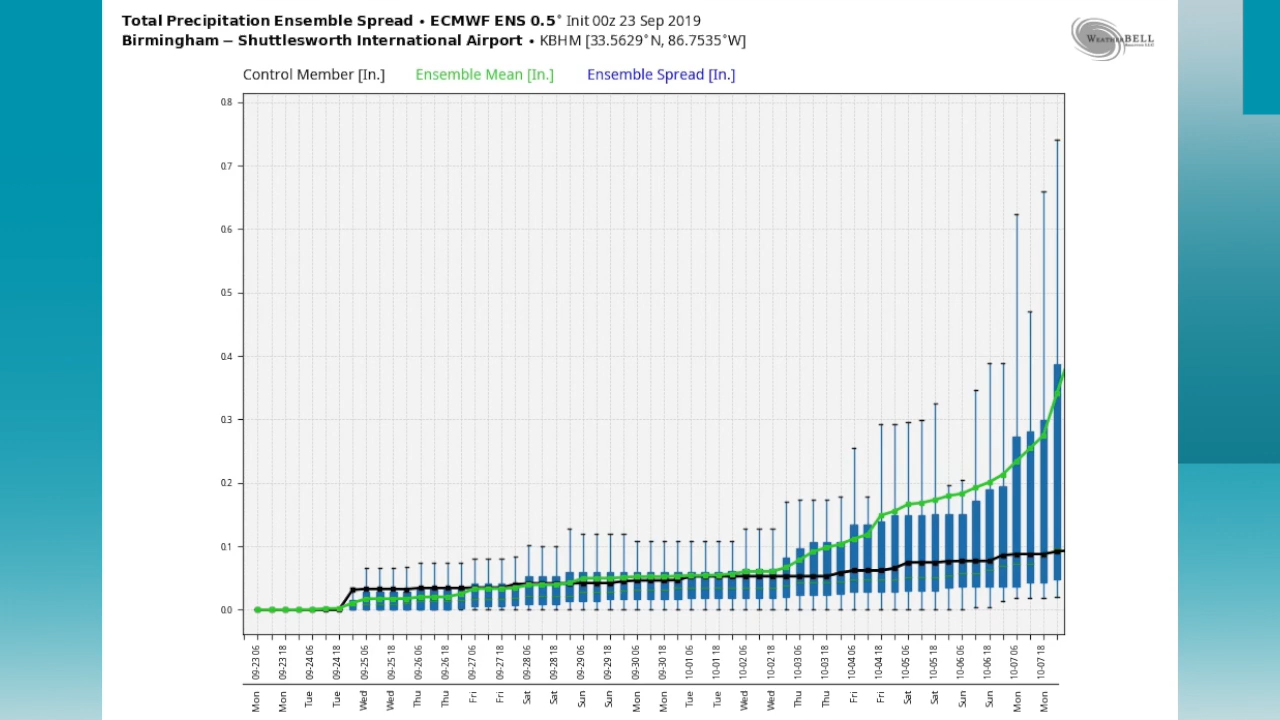 Total Precipitation Ensemble Spread • ECMWF ENS 0.5° Init 00z 23 Sep 2019
Birmingham – Shuttlesworth International Airport • KBHM [33.5629°N, 86.7535°W]
WEATHERBELL
Control Member [In.] Ensemble Mean [In.] Ensemble Spread [In.]
0.8
0.7
0.6
0.5
0.4
0.3
0.2
0.1
0.0
09-23 06 09-23 18 09-24 06 09-24 18 09-25 06 09-25 18 09-26 06 09-26 18 09-27 06 09-27 18 09-28 06 09-28 18 09-29 06 09-29 18 09-30 06 09-30 18 10-01 06 10-01 18 10-02 06 10-02 18 10-03 06 10-03 18 10-04 06 10-04 18 10-05 06 10-05 18 10-06 06 10-06 18 10-07 06 10-07 18
Mon Mon Tue Tue Wed Wed Thu Thu Fri Fri Sat Sat Sun Sun Mon Mon Tue Tue Wed Wed Thu Thu Fri Fri Sat Sat Sun Sun Mon Mon